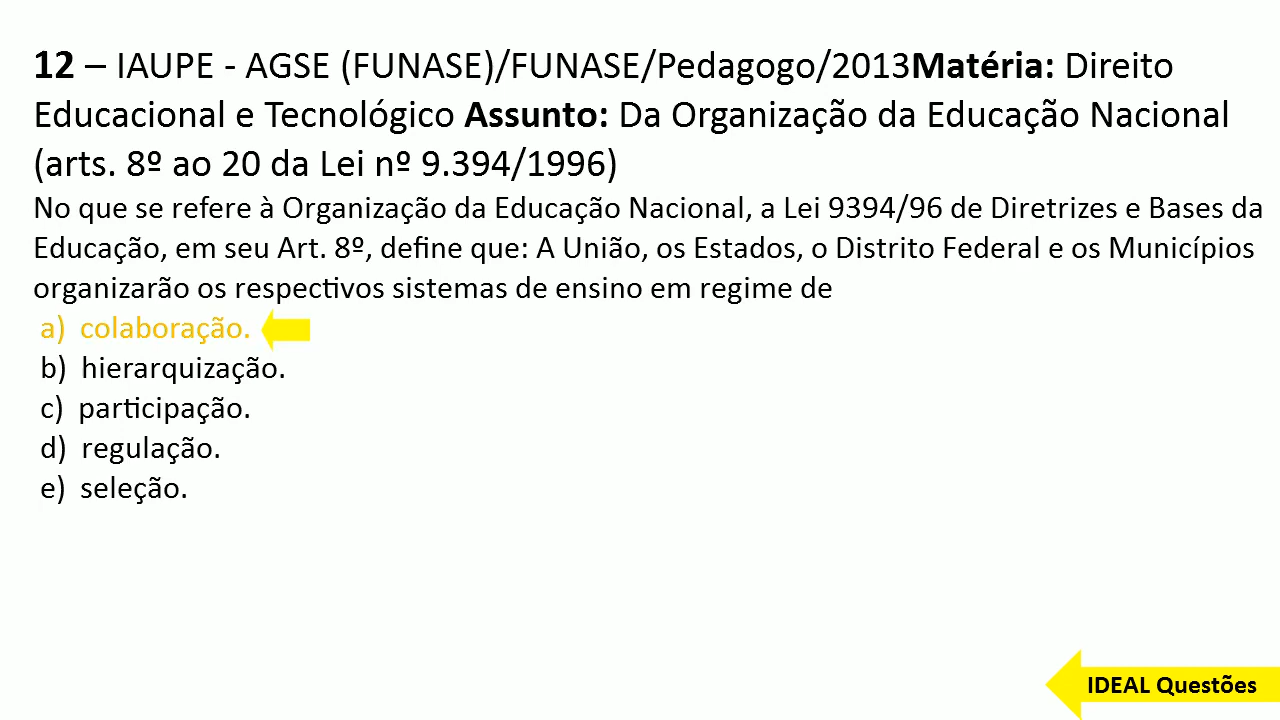 12 – IAUPE - AGSE (FUNASE)/FUNASE/Pedagogo/2013Matéria: Direito
Educacional e Tecnológico Assunto: Da Organização da Educação Nacional
(arts. 8º ao 20 da Lei nº 9.394/1996)
No que se refere à Organização da Educação Nacional, a Lei 9394/96 de Diretrizes e Bases da
Educação, em seu Art. 8º, define que: A União, os Estados, o Distrito Federal e os Municípios
organizarão os respectivos sistemas de ensino em regime de
a) colaboração.
b) hierarquização.
c) participação.
d) regulação.
e) seleção.
IDEAL Questões